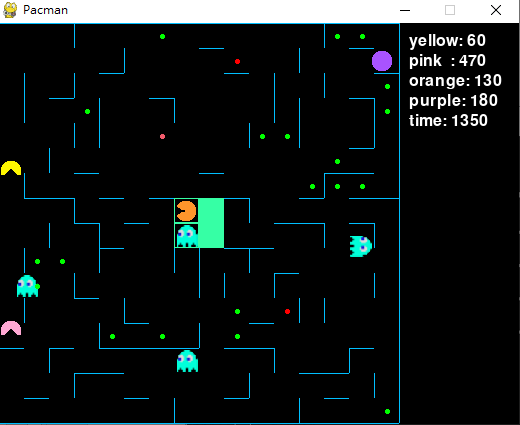 Pacman
yellow: 60
pink  : 470
orange: 130
purple: 180
time: 1350